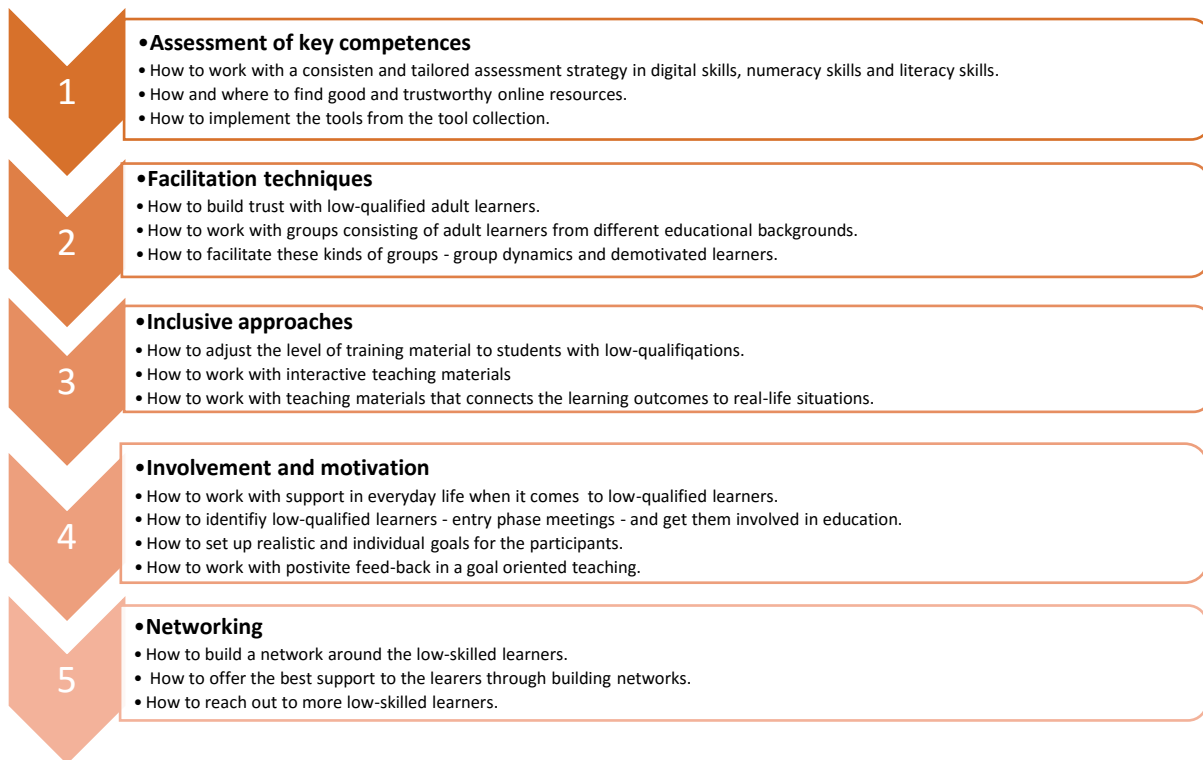 1
•Assessment of key competences
•How to work with a consisten and tailored assessment strategy in digital skills, numeracy skills and literacy skills.
•How and where to find good and trustworthy online resources.
•How to implement the tools from the tool collection.
2
•Facilitation techniques
•How to build trust with low-qualified adult learners.
•How to work with groups consisting of adult learners from different educational backgrounds.
•How to facilitate these kinds of groups - group dynamics and demotivated learners.
3
•Inclusive approaches
•How to adjust the level of training material to students with low-qualifiqations.
•How to work with interactive teaching materials
•How to work with teaching materials that connects the learning outcomes to real-life situations.
4
•Involvement and motivation
•How to work with support in everyday life when it comes to low-qualified learners.
•How to identifiy low-qualified learners - entry phase meetings - and get them involved in education.
•How to set up realistic and individual goals for the participants.
•How to work with postivite feed-back in a goal oriented teaching.
5
•Networking
•How to build a network around the low-skilled learners.
• How to offer the best support to the learers through building networks.
•How to reach out to more low-skilled learners.